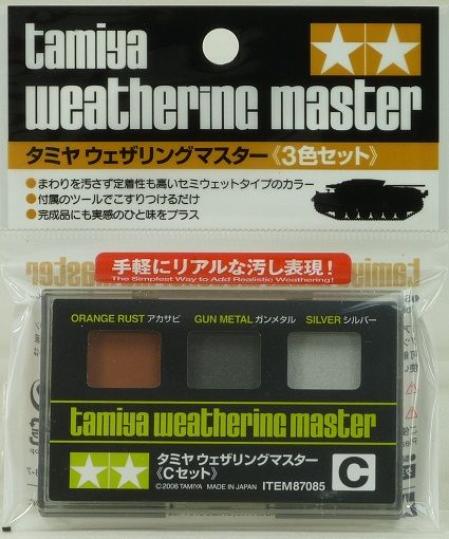 tamiya
weathering master
タミヤ ウェザリングマスター《3色セット》
●まわりを汚さず定着性も高いセミウェットタイプのカラー
●付属のツールでこすりつけるだけ
●完成品にも実感のひと味をプラス
手軽にリアルな汚し表現！
The Simplest Way to Add Realistic Weathering!
ORANGE RUST アカサビ GUN METAL ガンメタル SILVER シルバー
tamiya weathering master
タミヤ ウェザリングマスター
《Cセット》
C
©2006 TAMIYA MADE IN JAPAN ITEM87085